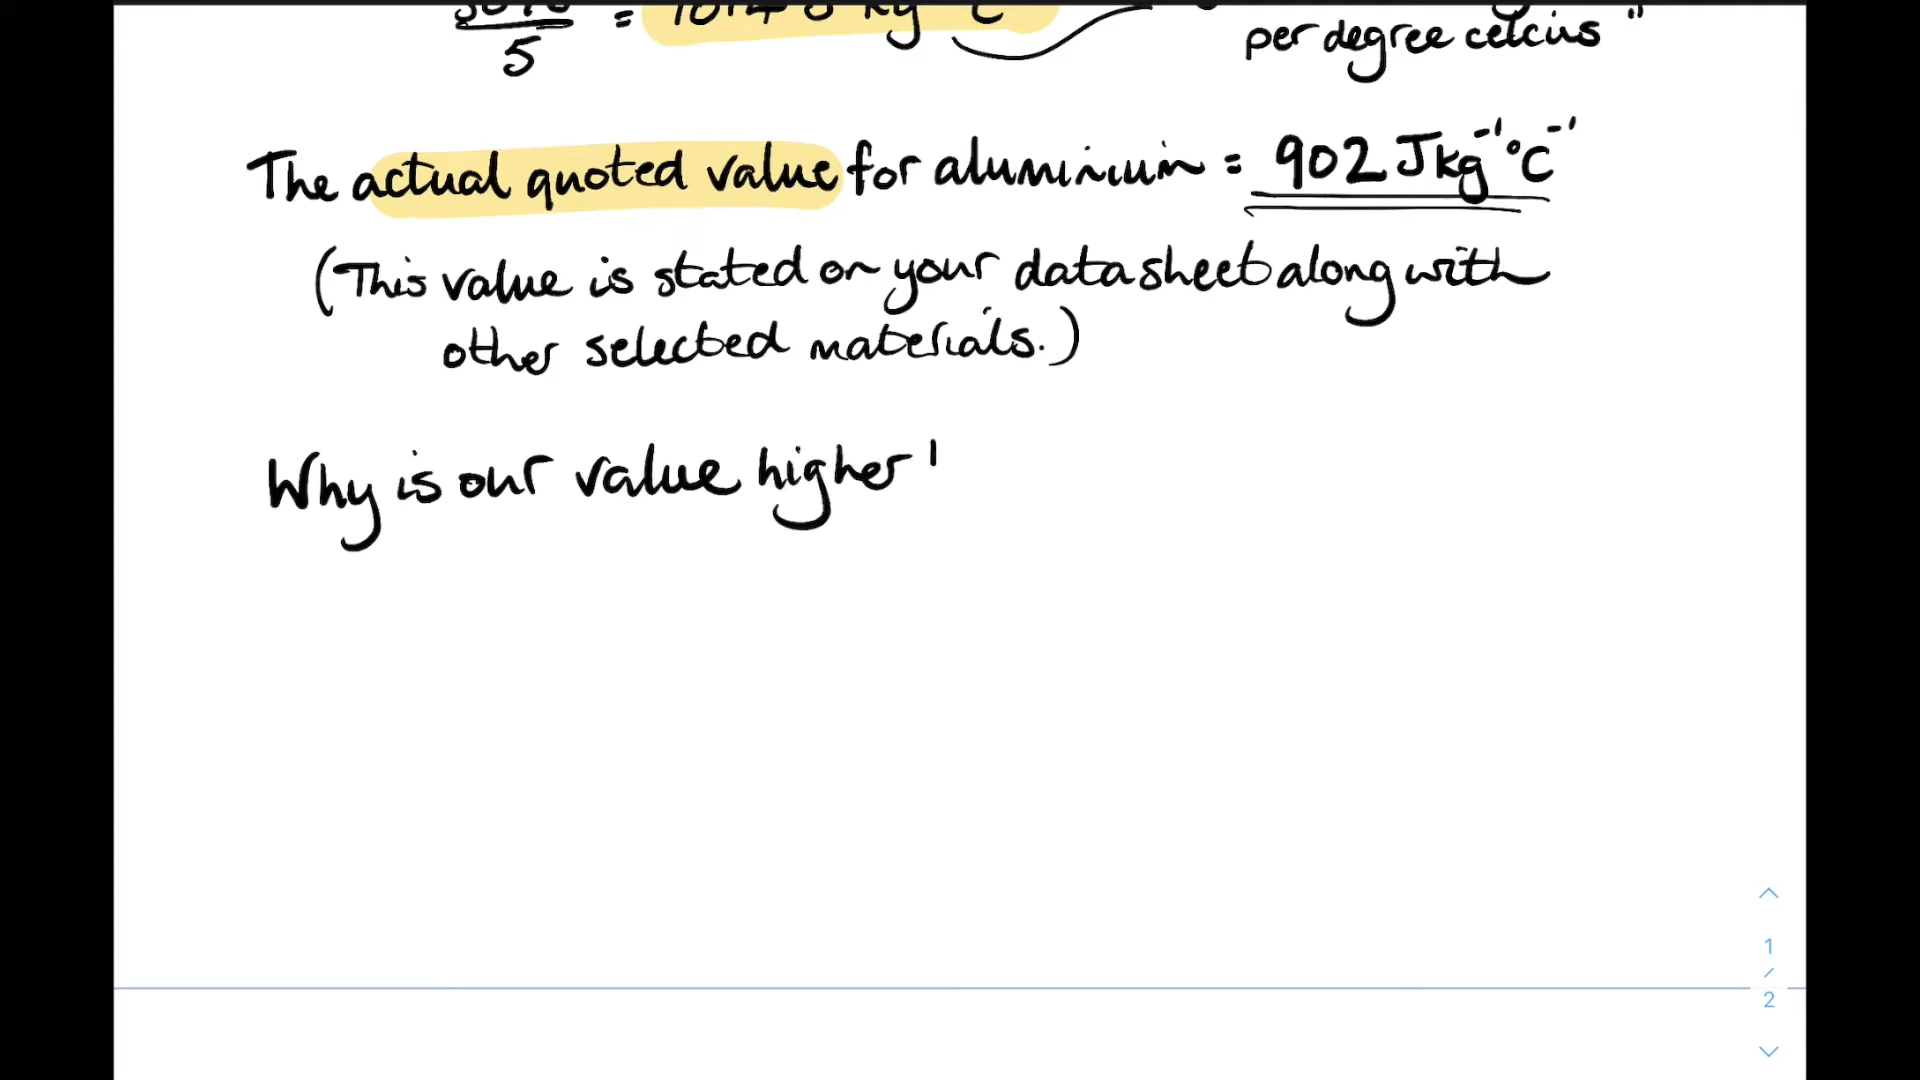 5 =
per degree celcius "
The actual quoted value for aluminium = 902 Jkg⁻¹°C⁻¹
(This value is stated on your datasheet along with
other selected materials.)
Why is our value higher
1
/
2